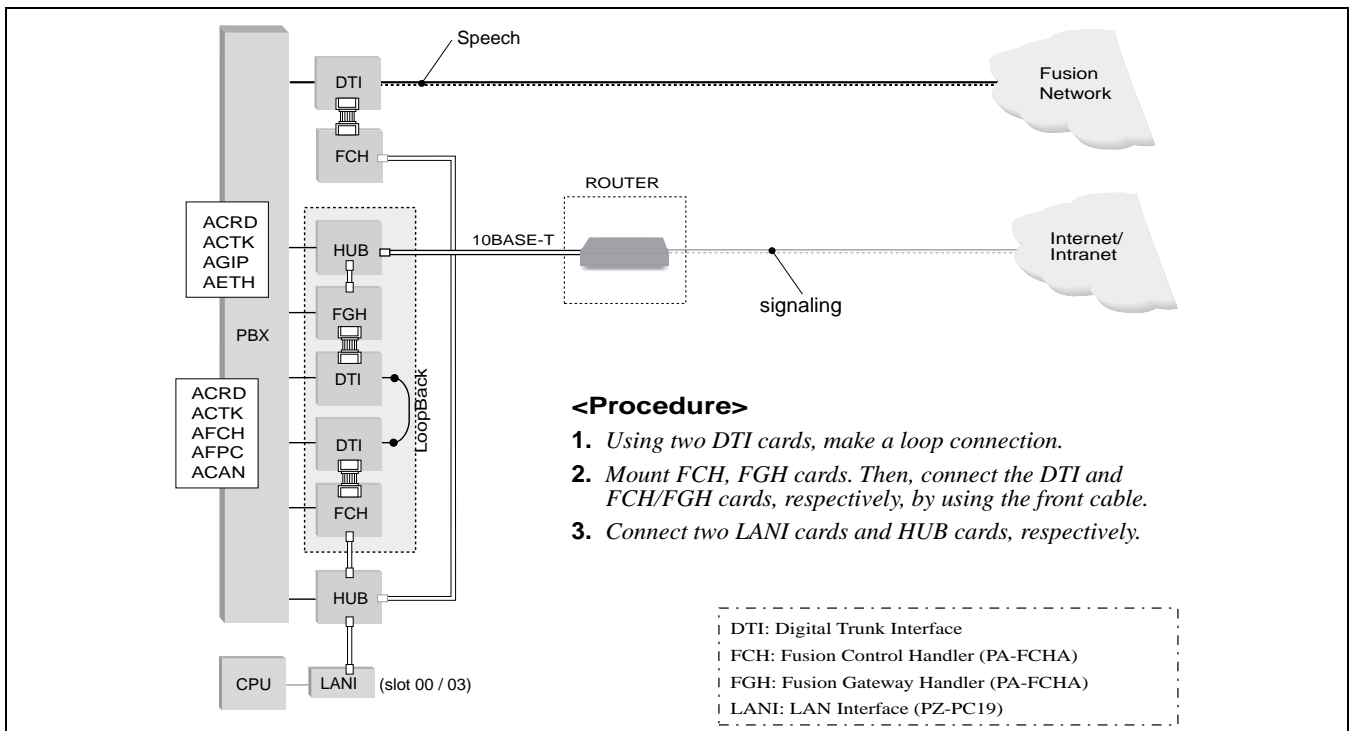 Speech
DTI
Fusion
Network
FCH
ROUTER
ACRD
ACTK
AGIP
AETH
HUB
10BASE-T
Internet/
Intranet
signaling
FGH
PBX
DTI
LoopBack
ACRD
ACTK
AFCH
AFPC
ACAN
DTI
FCH
<Procedure>
1. Using two DTI cards, make a loop connection.
2. Mount FCH, FGH cards. Then, connect the DTI and
FCH/FGH cards, respectively, by using the front cable.
3. Connect two LANI cards and HUB cards, respectively.
HUB
CPU
LANI
(slot 00 / 03)
DTI: Digital Trunk Interface
FCH: Fusion Control Handler (PA-FCHA)
FGH: Fusion Gateway Handler (PA-FCHA)
LANI: LAN Interface (PZ-PC19)